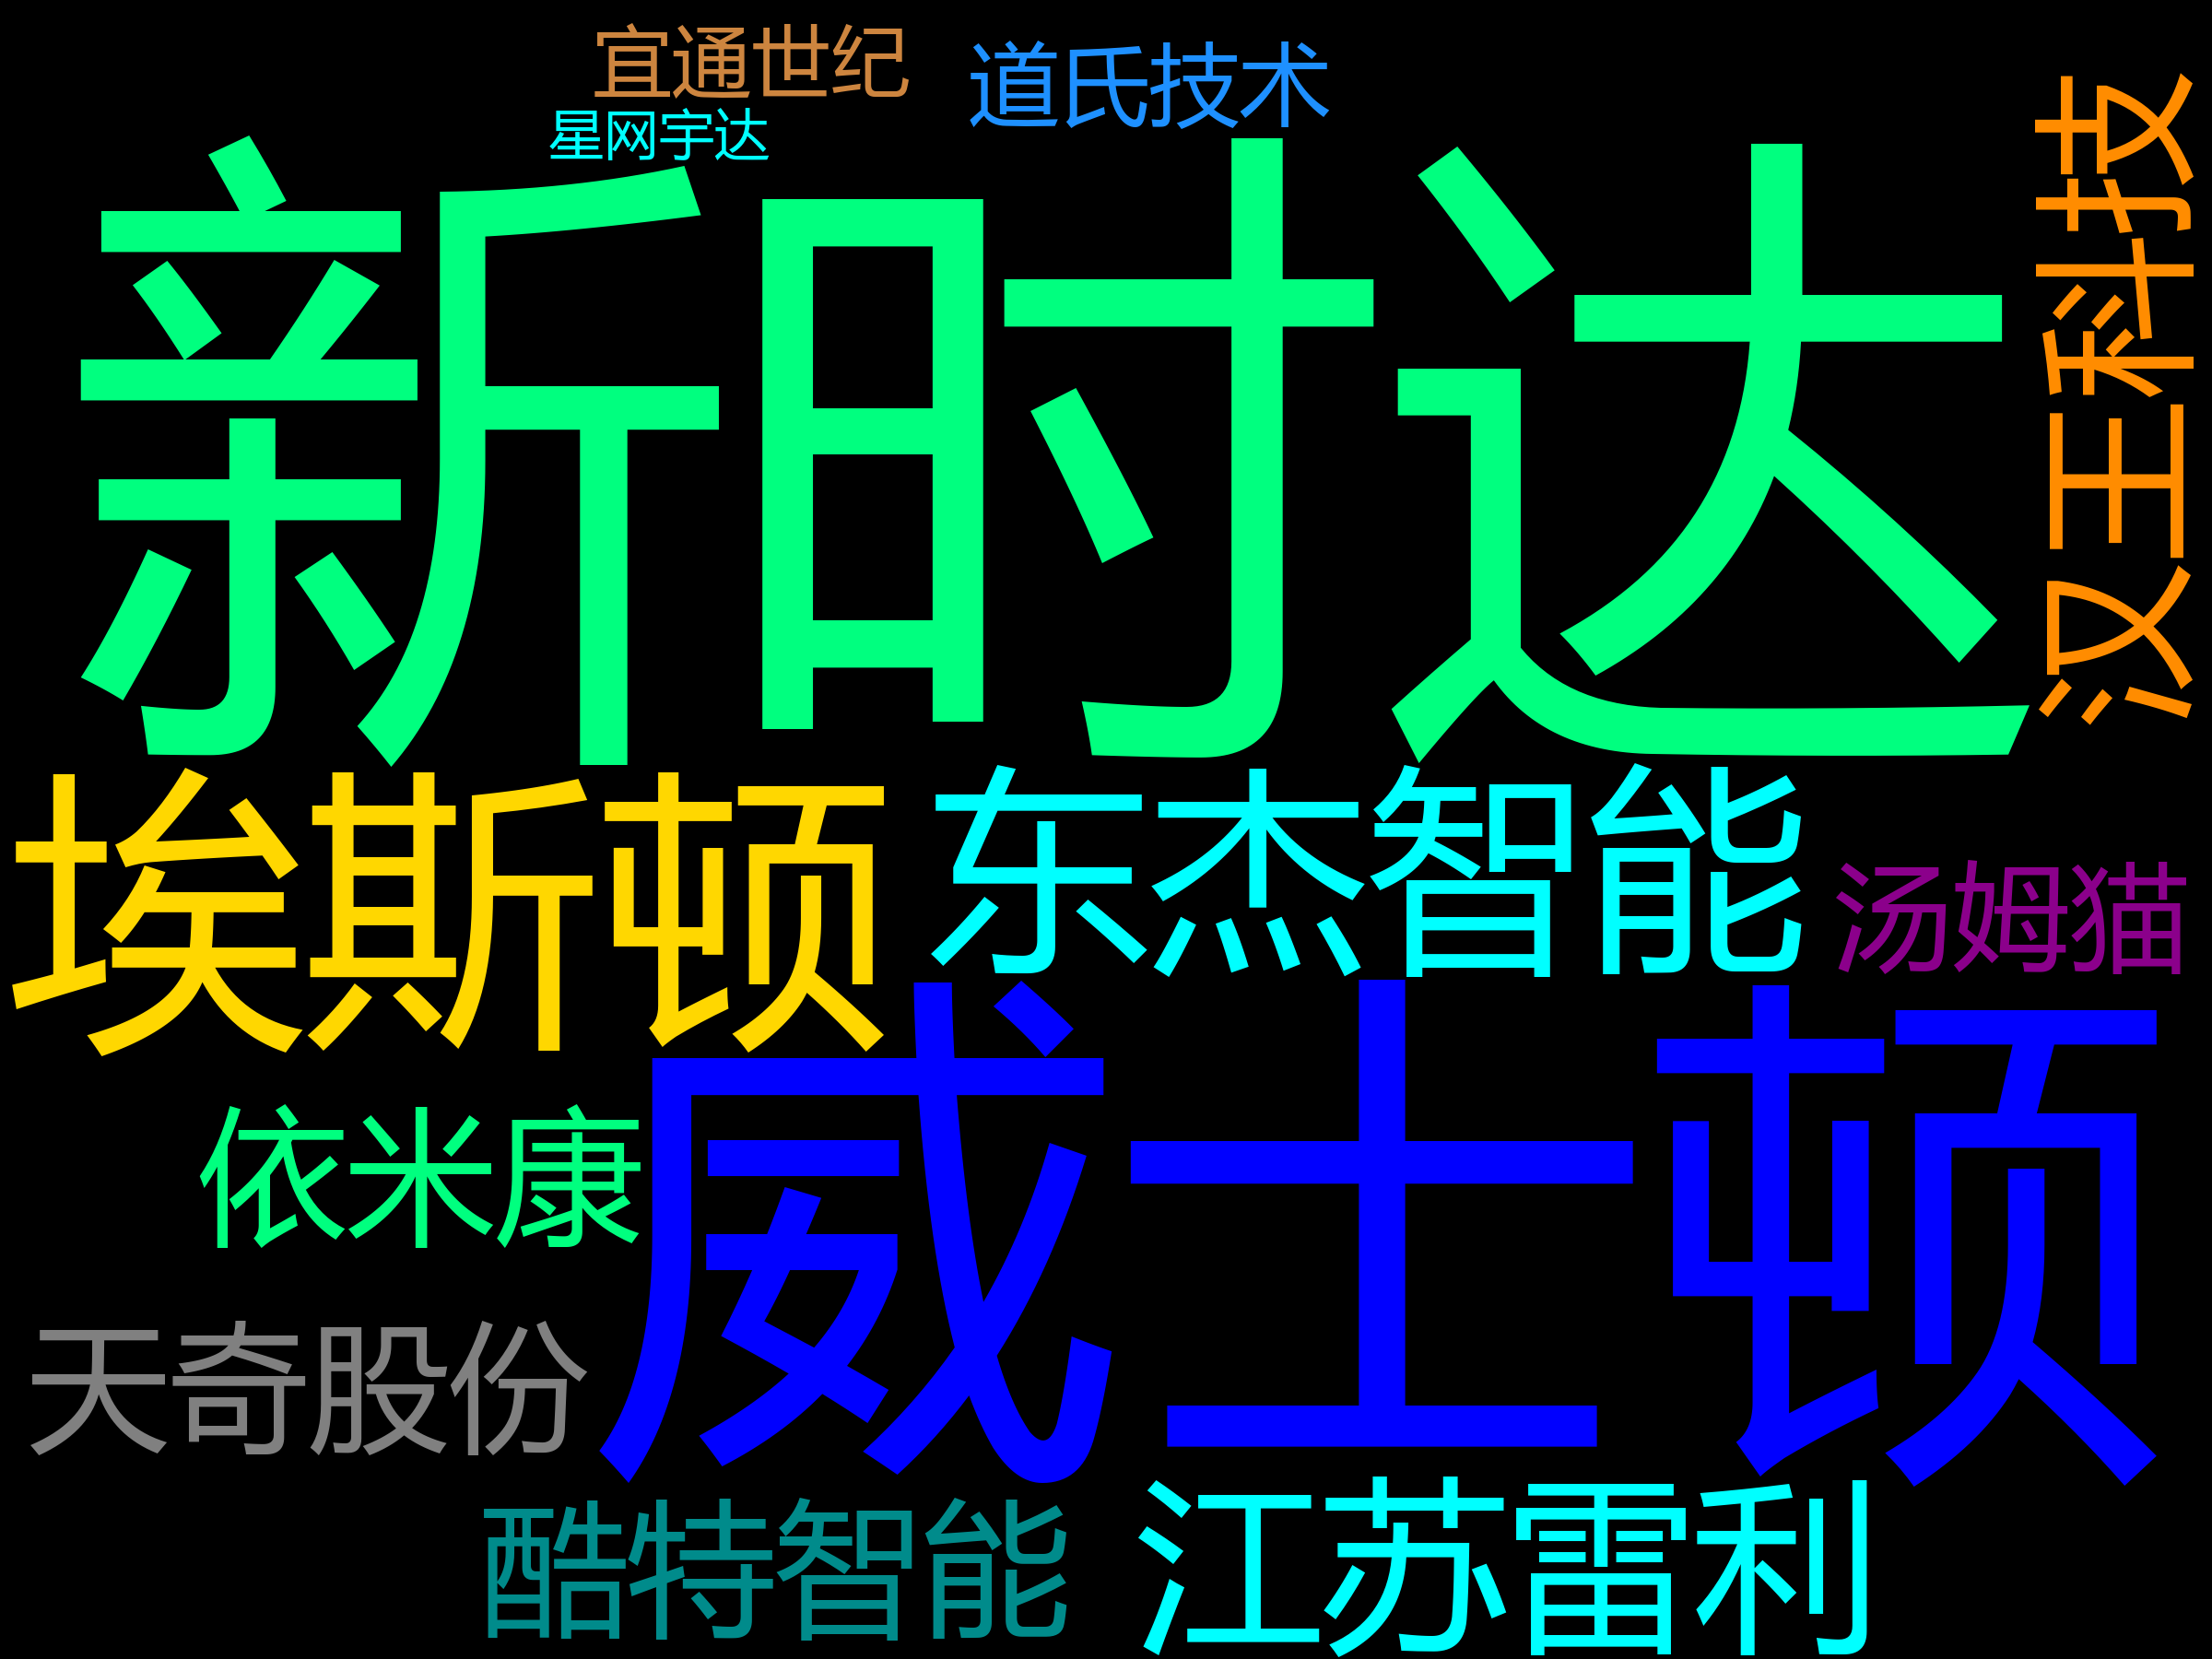 宜通世纪
道氏技术
星网宇达
新时达
汉王科技
埃斯顿
东杰智能
汤姆猫
威士顿
依米康
天奇股份
酷特智能
江苏雷利